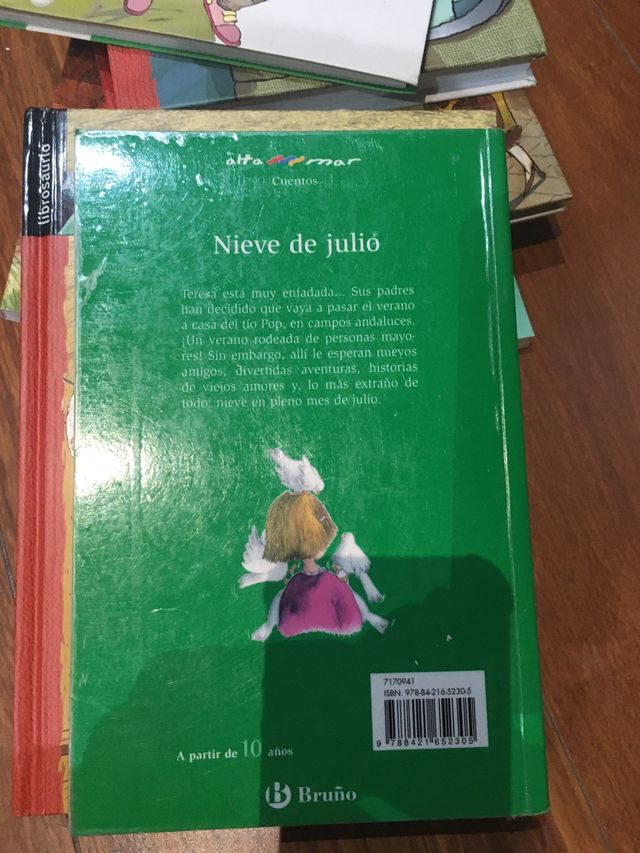 librosaurio
alta mar
Cuentos
Nieve de julio
Teresa está muy enfadada... Sus padres
han decidido que vaya a pasar el verano
a casa del tío Pop, en campos andaluces.
¡Un verano rodeada de personas mayo-
res! Sin embargo, allí le esperan nuevos
amigos, divertidas aventuras, historias
de viejos amores y, lo más extraño de
todo: nieve en pleno mes de julio.
7170941
ISBN: 978-84-216-5230-5
9 788421 652305
A partir de 10 años
B Bruño